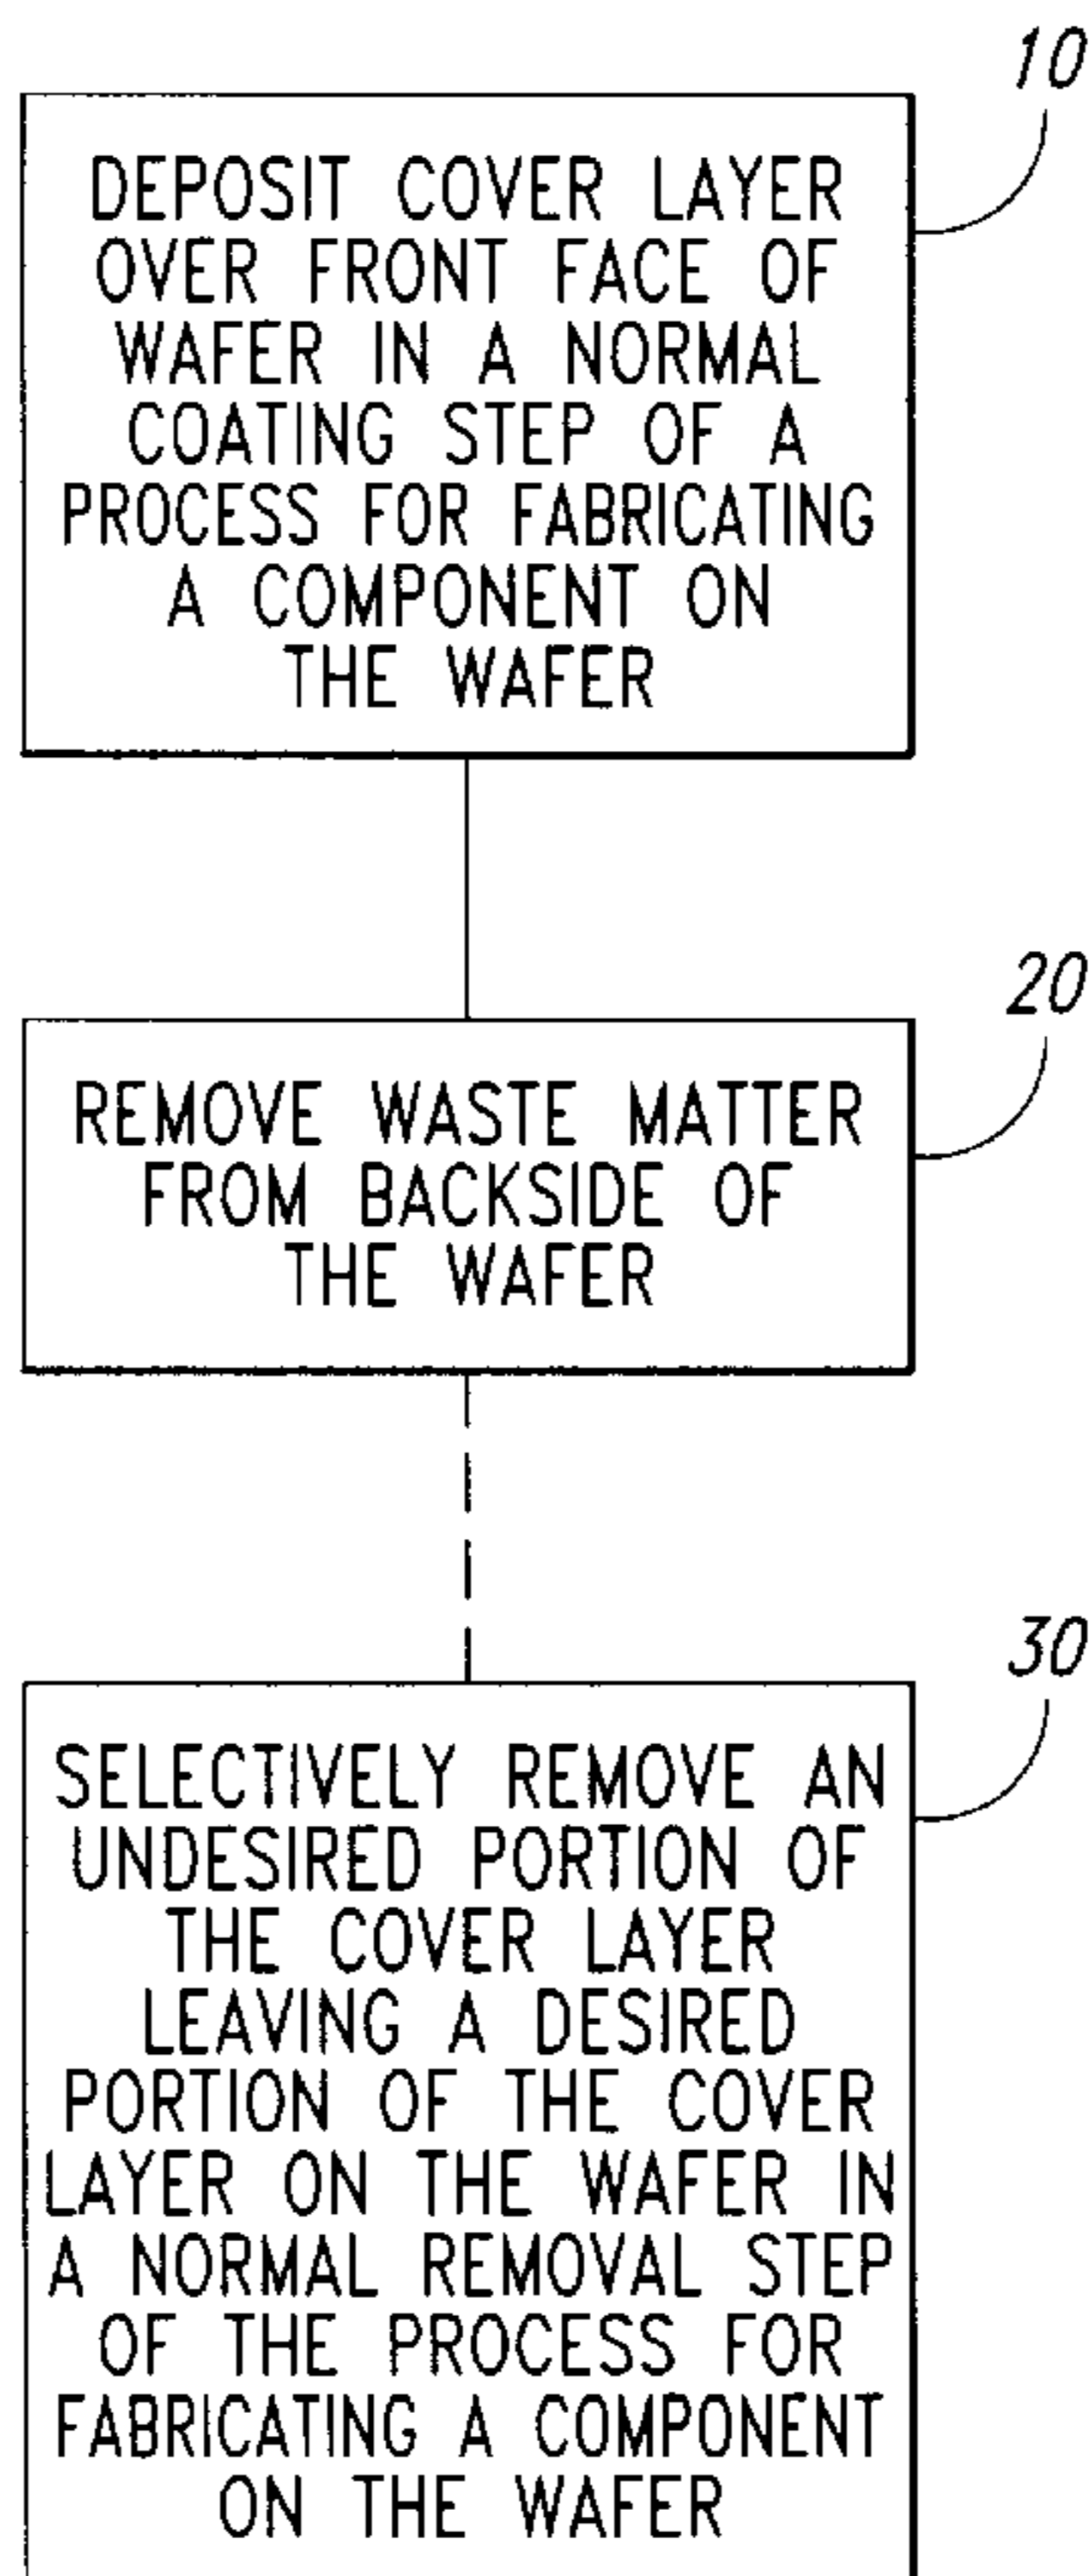 10
DEPOSIT COVER LAYER
OVER FRONT FACE OF
WAFER IN A NORMAL
COATING STEP OF A
PROCESS FOR FABRICATING
A COMPONENT ON
THE WAFER
20
REMOVE WASTE MATTER
FROM BACKSIDE OF
THE WAFER
30
SELECTIVELY REMOVE AN
UNDESIRED PORTION OF
THE COVER LAYER
LEAVING A DESIRED
PORTION OF THE COVER
LAYER ON THE WAFER IN
A NORMAL REMOVAL STEP
OF THE PROCESS FOR
FABRICATING A COMPONENT
ON THE WAFER